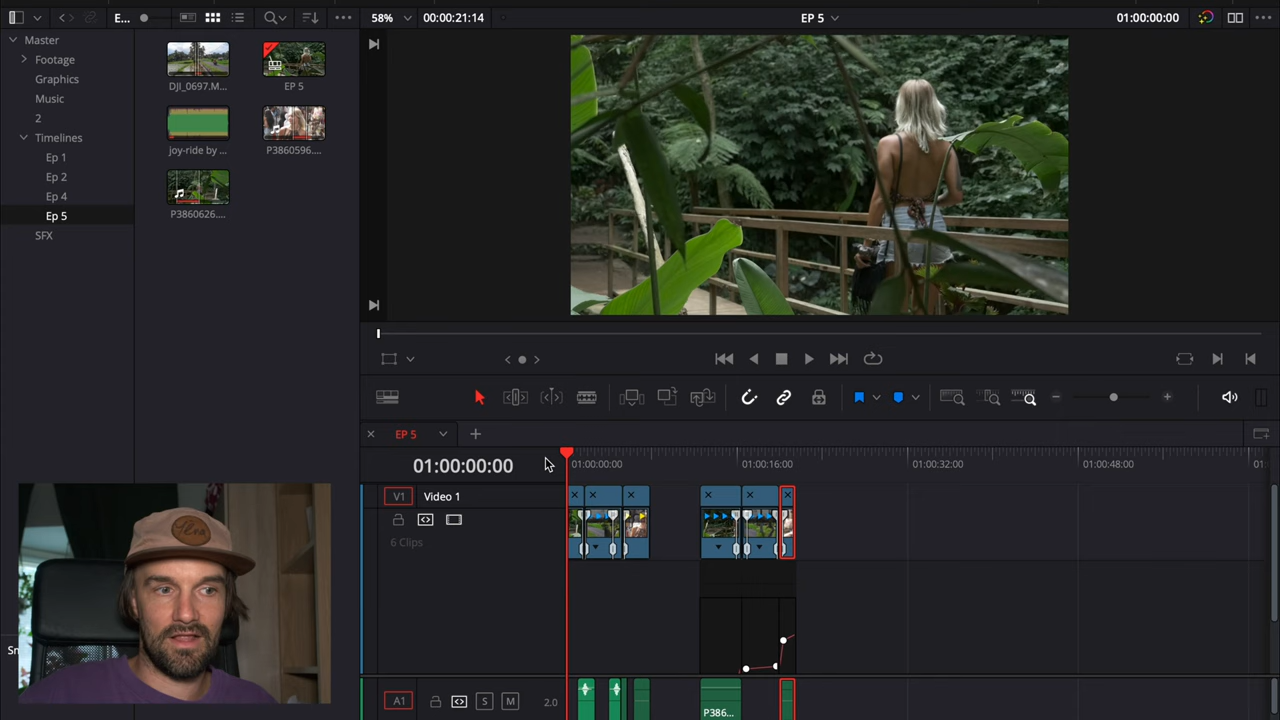 E...
58%
00:00:21:14
EP 5
01:00:00:00
Master
Footage
Graphics
Music
2
Timelines
Ep 1
Ep 2
Ep 4
Ep 5
SFX
DJI_0697.M...
EP 5
joy-ride by ...
P3860596....
P3860626....
EP 5
01:00:00:00
01:00:00:00
01:00:16:00
01:00:32:00
01:00:48:00
01:
V1
Video 1
6 Clips
A1
S
M
2.0
P386...
Sn